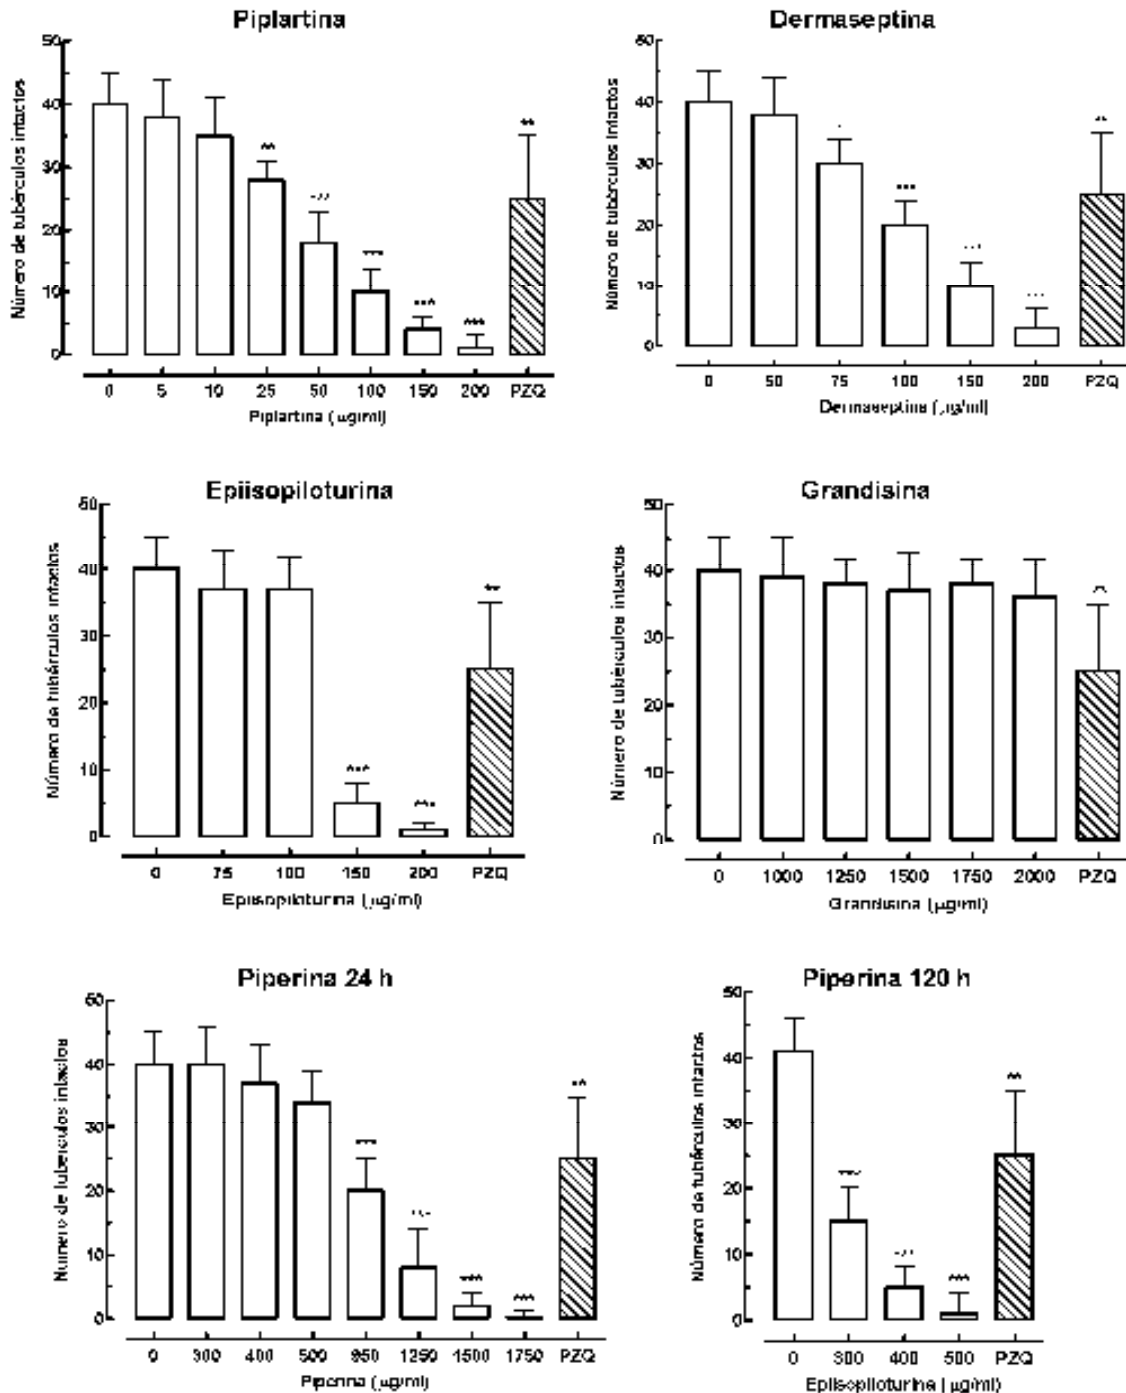 Piplartina
Número de tubérculos intactos
50
40
30
20
10
0
** *** *** *** **
0 5 10 25 50 100 150 200 PZQ
Piplartina (µg/ml)
Dermaseptina
Número de tubérculos intactos
50
40
30
20
10
0
* *** *** *** **
0 50 75 100 150 200 PZQ
Dermaseptina (µg/ml)
Epiisopiloturina
Número de tubérculos intactos
50
40
30
20
10
0
*** *** **
0 75 100 150 200 PZQ
Epiisopiloturina (µg/ml)
Grandisina
Número de tubérculos intactos
50
40
30
20
10
0
**
0 1000 1250 1500 1750 2000 PZQ
Grandisina (µg/ml)
Piperina 24 h
Número de tubérculos intactos
50
40
30
20
10
0
*** *** *** *** **
0 300 400 500 950 1250 1500 1750 PZQ
Piperina (µg/ml)
Piperina 120 h
Número de tubérculos intactos
50
40
30
20
10
0
*** *** *** **
0 300 400 500 PZQ
Epiisopiloturina (µg/ml)